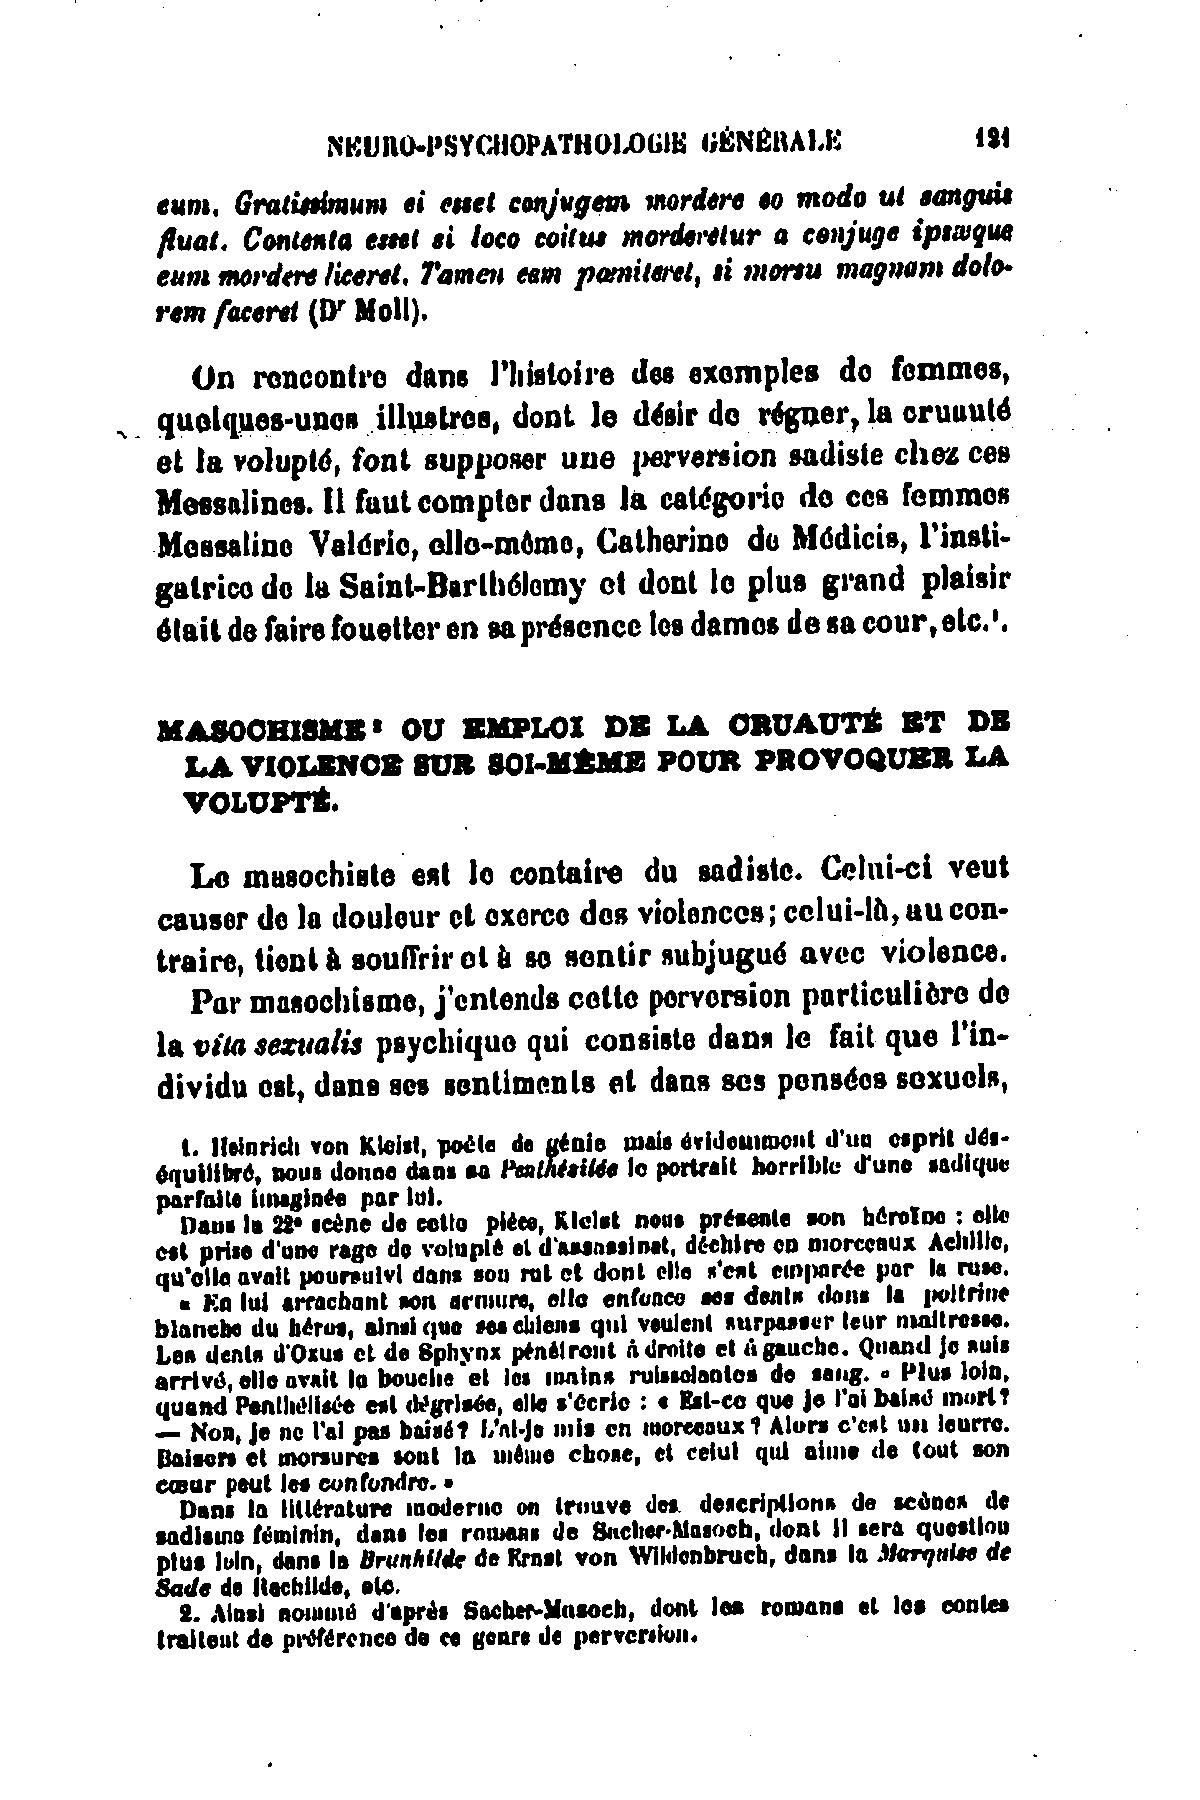 NEURO-PSYCHOPATHOLOGIE GÉNÉRALE 121
eum. Gratissimum ei esset conjugem mordere eo modo ut sanguis
fluat. Contenta esset si loco coitus morderetur a conjuge ipsæque
eum mordere liceret. Tamen eam pœniteret, si morsu magnam dolo-
rem faceret (Dr Moll).
On rencontre dans l'histoire des exemples de femmes,
quelques-unes illustres, dont le désir de régner, la cruauté
et la volupté, font supposer une perversion sadiste chez ces
Messalines. Il faut compter dans la catégorie de ces femmes
Messaline Valérie, elle-même, Catherine de Médicis, l'insti-
gatrice de la Saint-Barthélemy et dont le plus grand plaisir
était de faire fouetter en sa présence les dames de sa cour, etc.¹.
MASOCHISME² OU EMPLOI DE LA CRUAUTÉ ET DE
LA VIOLENCE SUR SOI-MÊME POUR PROVOQUER LA
VOLUPTÉ.
Le masochiste est le contaire du sadiste. Celui-ci veut
causer de la douleur et exerce des violences; celui-là, au con-
traire, tient à souffrir et à se sentir subjugué avec violence.
Par masochisme, j'entends cette perversion particulière de
la vita sexualis psychique qui consiste dans le fait que l'in-
dividu est, dans ses sentiments et dans ses pensées sexuels,
1. Heinrich von Kleist, poète de génie mais évidemment d'un esprit dés-
équilibré, nous donne dans sa Penthésilée le portrait horrible d'une sadique
parfaite imaginée par lui.
Dans la 22e scène de cette pièce, Kleist nous présente son héroïne : elle
est prise d'une rage de volupté et d'assassinat, déchire en morceaux Achille,
qu'elle avait poursuivi dans son rut et dont elle s'est emparée par la ruse.
« En lui arrachant son armure, elle enfonce ses dents dans la poitrine
blanche du héros, ainsi que ses chiens qui veulent surpasser leur maîtresse.
Les dents d'Oxus et de Sphynx pénètrent à droite et à gauche. Quand je suis
arrivé, elle avait la bouche et les mains ruisselantes de sang. » Plus loin,
quand Penthélisée est dégrisée, elle s'écrie : « Est-ce que je l'ai baisé mort?
— Non, je ne l'ai pas baisé? L'ai-je mis en morceaux? Alors c'est un leurre.
Baisers et morsures sont la même chose, et celui qui aime de tout son
cœur peut les confondre. »
Dans la littérature moderne on trouve des descriptions de scènes de
sadisme féminin, dans les romans de Sacher-Masoch, dont il sera question
plus loin, dans la Brunhilde de Ernst von Wildenbruch, dans la Marquise de
Sade de Rachilde, etc.
2. Ainsi nommé d'après Sacher-Masoch, dont les romans et les contes
traitent de préférence de ce genre de perversion.